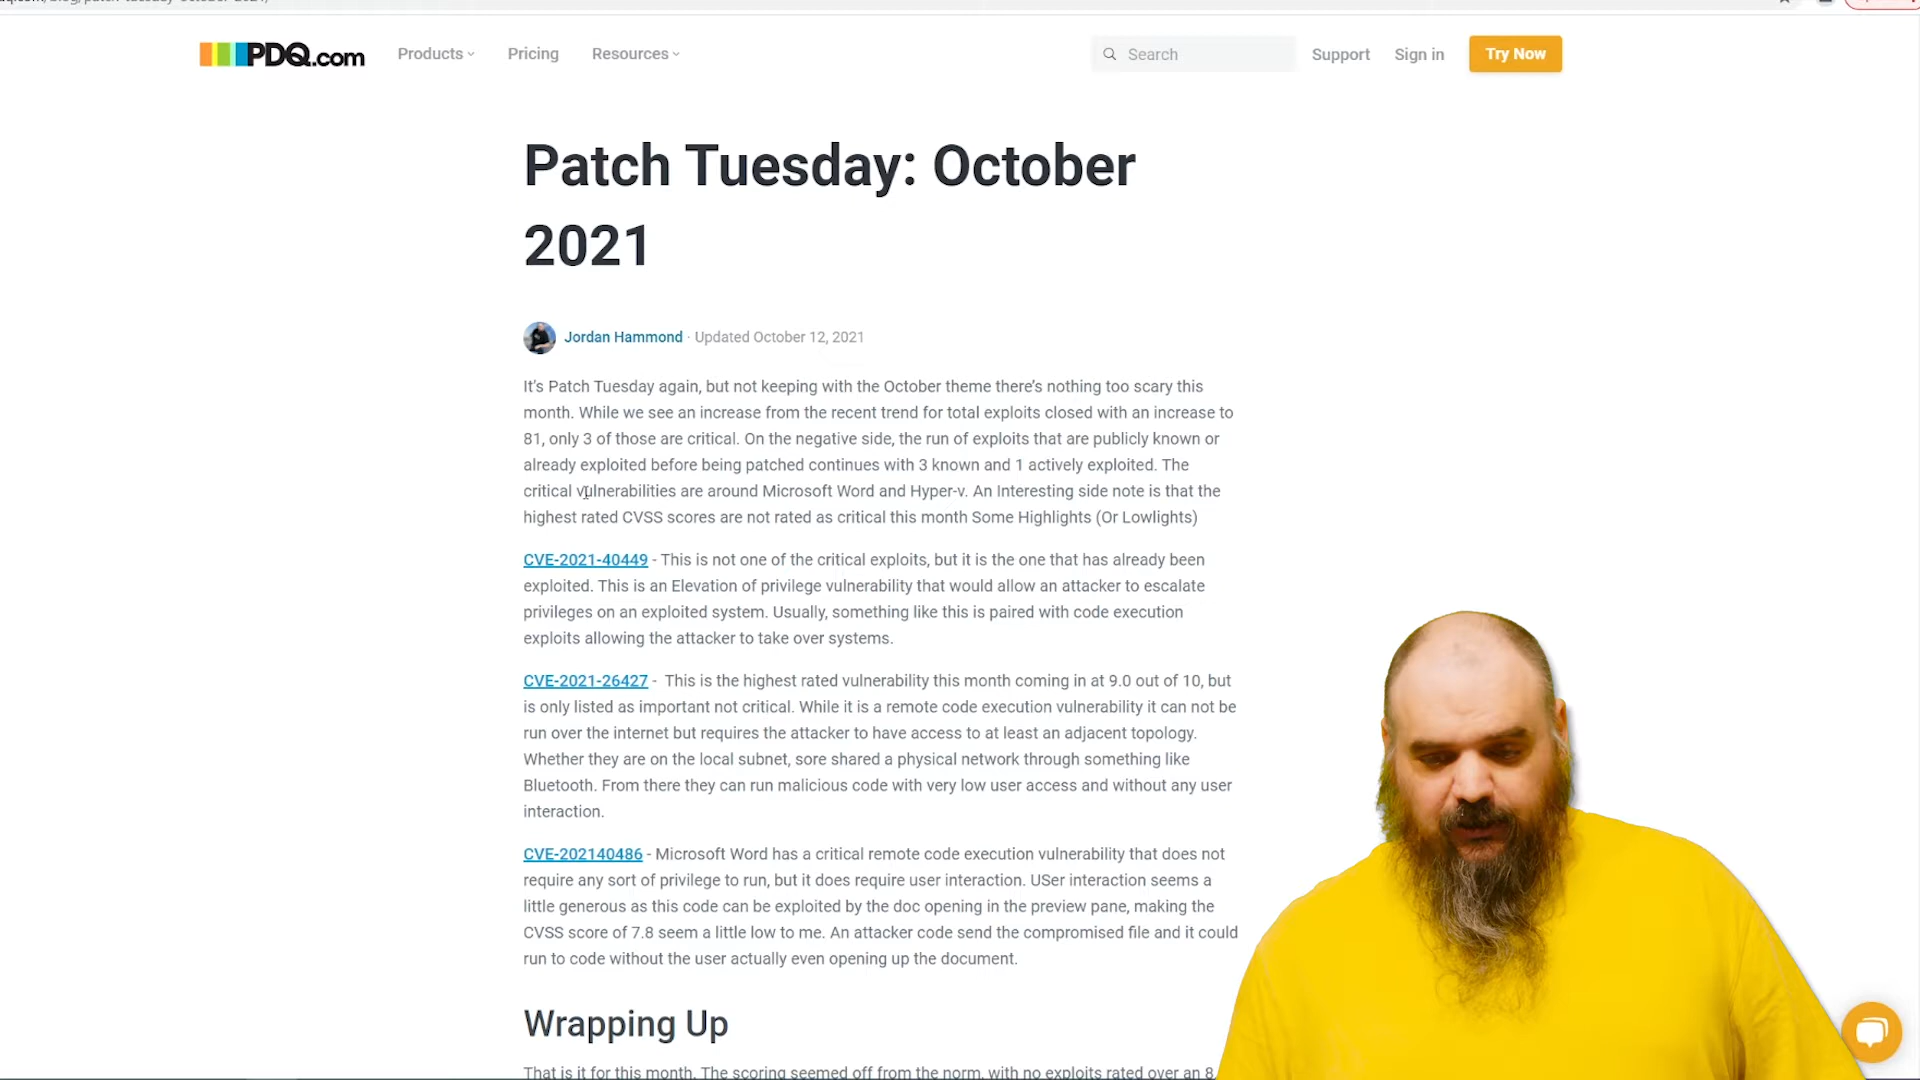 PDQ.com
Products
Pricing
Resources
Search
Support
Sign in
Try Now
Patch Tuesday: October
2021
Jordan Hammond · Updated October 12, 2021
It's Patch Tuesday again, but not keeping with the October theme there's nothing too scary this
month. While we see an increase from the recent trend for total exploits closed with an increase to
81, only 3 of those are critical. On the negative side, the run of exploits that are publicly known or
already exploited before being patched continues with 3 known and 1 actively exploited. The
critical vulnerabilities are around Microsoft Word and Hyper-v. An Interesting side note is that the
highest rated CVSS scores are not rated as critical this month Some Highlights (Or Lowlights)
CVE-2021-40449 - This is not one of the critical exploits, but it is the one that has already been
exploited. This is an Elevation of privilege vulnerability that would allow an attacker to escalate
privileges on an exploited system. Usually, something like this is paired with code execution
exploits allowing the attacker to take over systems.
CVE-2021-26427 - This is the highest rated vulnerability this month coming in at 9.0 out of 10, but
is only listed as important not critical. While it is a remote code execution vulnerability it can not be
run over the internet but requires the attacker to have access to at least an adjacent topology.
Whether they are on the local subnet, sore shared a physical network through something like
Bluetooth. From there they can run malicious code with very low user access and without any user
interaction.
CVE-202140486 - Microsoft Word has a critical remote code execution vulnerability that does not
require any sort of privilege to run, but it does require user interaction. USer interaction seems a
little generous as this code can be exploited by the doc opening in the preview pane, making the
CVSS score of 7.8 seem a little low to me. An attacker code send the compromised file and it could
run to code without the user actually even opening up the document.
Wrapping Up
That is it for this month. The scoring seemed off from the norm, with no exploits rated over an 8